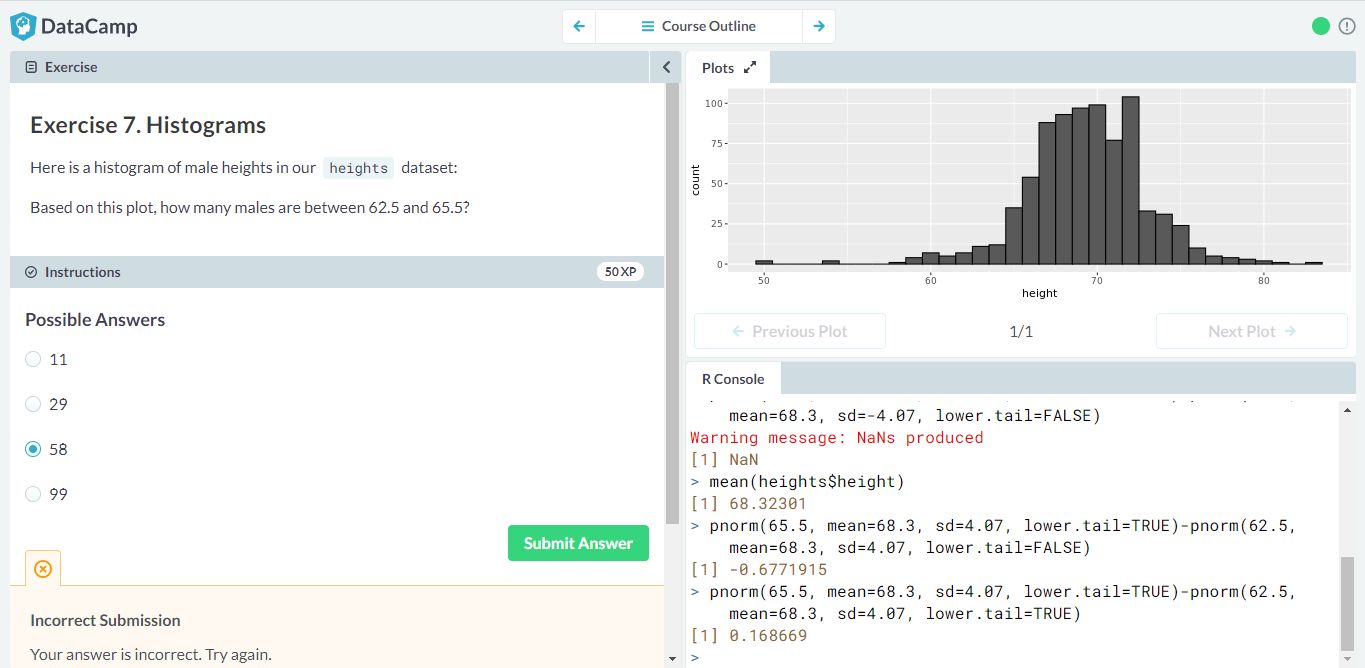 DataCamp
Course Outline
Exercise
Exercise 7. Histograms
Here is a histogram of male heights in our heights dataset:
Based on this plot, how many males are between 62.5 and 65.5?
Instructions
50 XP
Possible Answers
11
29
58
99
Submit Answer
Incorrect Submission
Your answer is incorrect. Try again.
Plots
100
75
50
25
0
count
50 60 70 80
height
Previous Plot
1/1
Next Plot
R Console
mean=68.3, sd=-4.07, lower.tail=FALSE)
Warning message: NaNs produced
[1] NaN
> mean(heights$height)
[1] 68.32301
> pnorm(65.5, mean=68.3, sd=4.07, lower.tail=TRUE)-pnorm(62.5,
mean=68.3, sd=4.07, lower.tail=FALSE)
[1] -0.6771915
> pnorm(65.5, mean=68.3, sd=4.07, lower.tail=TRUE)-pnorm(62.5,
mean=68.3, sd=4.07, lower.tail=TRUE)
[1] 0.168669
>